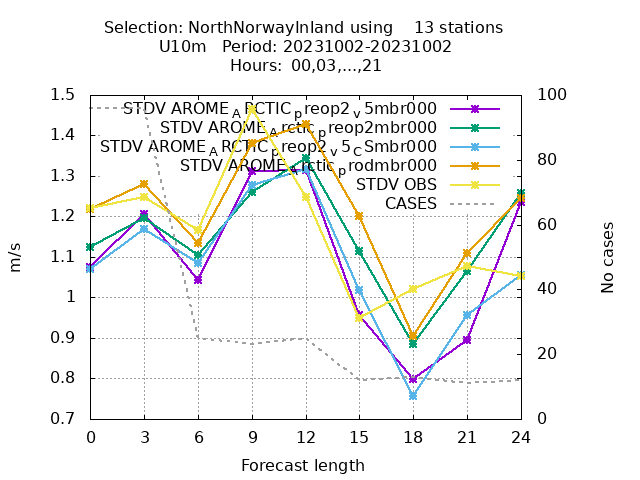 Selection: NorthNorwayInland using    13 stations
U10m   Period: 20231002-20231002
Hours:  00,03,...,21
STDV AROME_ARCTIC_preop2_v5mbr000
STDV AROME_Arctic_preop2mbr000
STDV AROME_ARCTIC_preop2_v5_CSmbr000
STDV AROME_Arctic_prodmbr000
STDV OBS
CASES
1.5
1.4
1.3
1.2
1.1
1
0.9
0.8
0.7
m/s
100
80
60
40
20
0
No cases
0 3 6 9 12 15 18 21 24
Forecast length